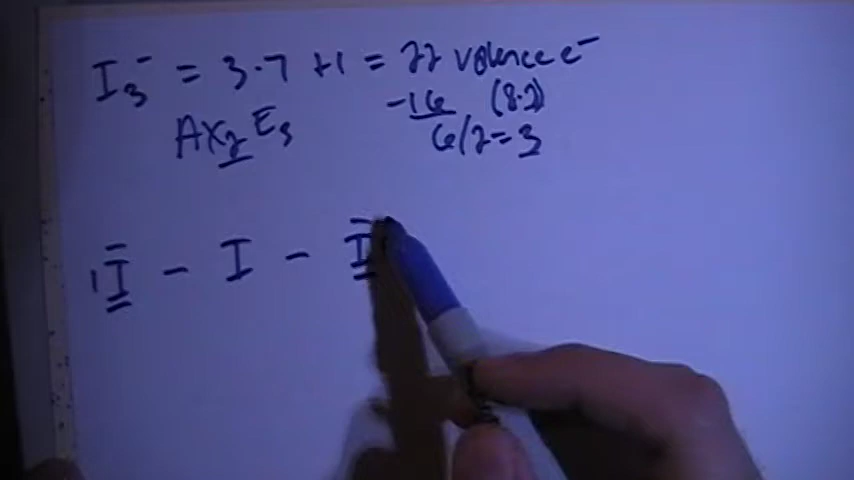 I3- = 3·7 +1 = 22 valence e-
AX2E3 -16 (8·2)
6/2=3
I - I - I